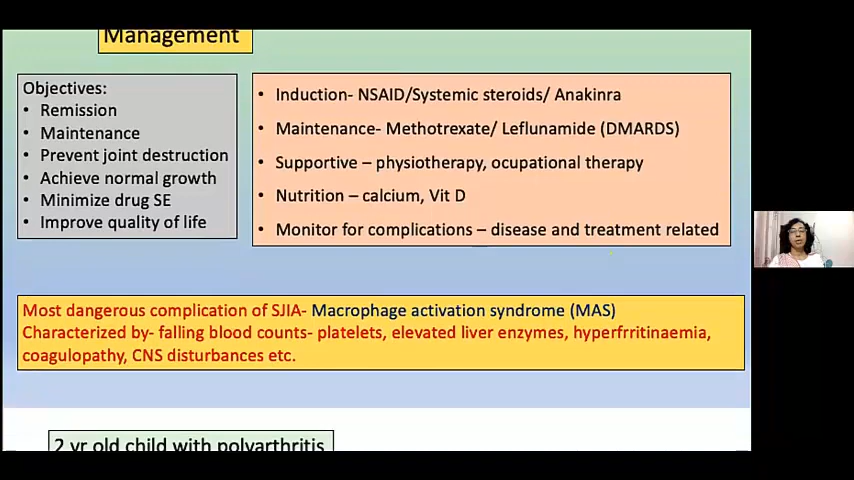 Management
Objectives:
• Remission
• Maintenance
• Prevent joint destruction
• Achieve normal growth
• Minimize drug SE
• Improve quality of life
• Induction- NSAID/Systemic steroids/ Anakinra
• Maintenance- Methotrexate/ Leflunamide (DMARDS)
• Supportive – physiotherapy, ocupational therapy
• Nutrition – calcium, Vit D
• Monitor for complications – disease and treatment related
Most dangerous complication of SJIA- Macrophage activation syndrome (MAS)
Characterized by- falling blood counts- platelets, elevated liver enzymes, hyperfrritinaemia,
coagulopathy, CNS disturbances etc.
2 yr old child with polyarthritis